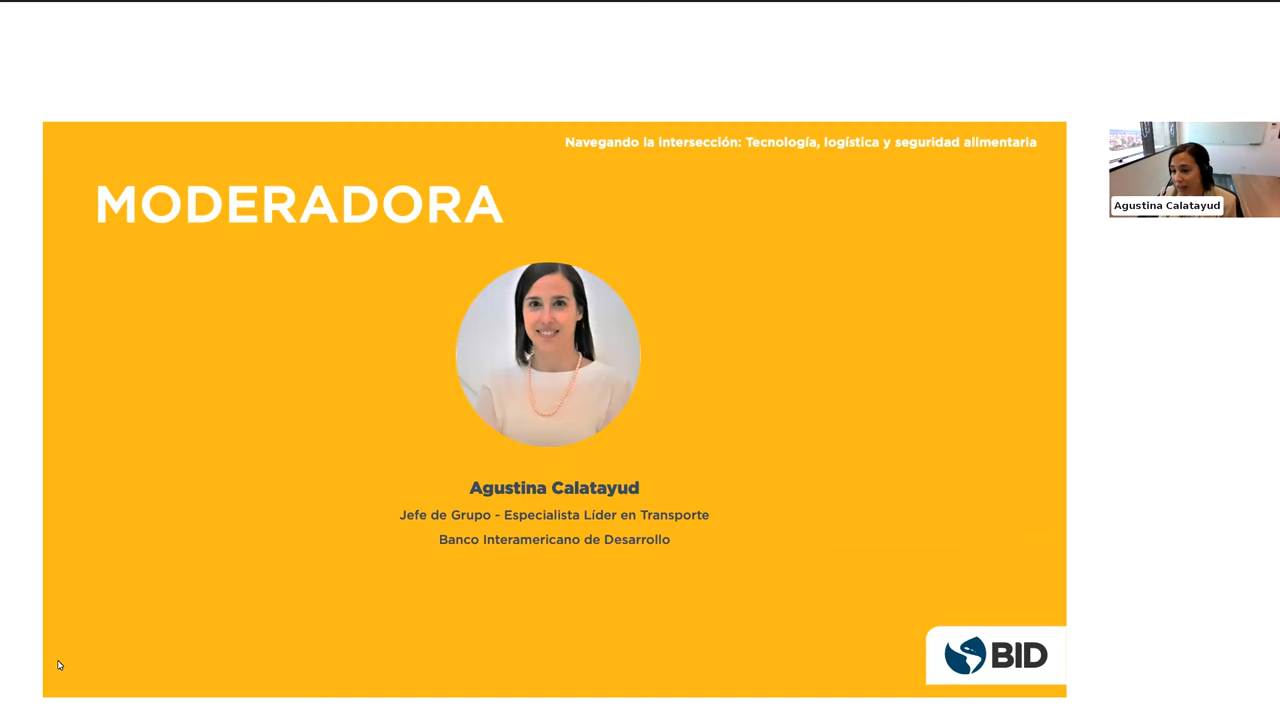 Navegando la intersección: Tecnología, logística y seguridad alimentaria
MODERADORA
Agustina Calatayud
Agustina Calatayud
Jefe de Grupo - Especialista Líder en Transporte
Banco Interamericano de Desarrollo
BID